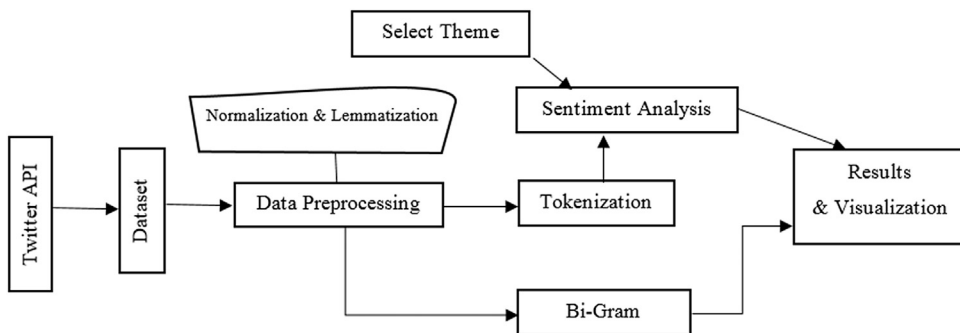 Select Theme
Normalization & Lemmatization
Sentiment Analysis
Twitter API
Dataset
Data Preprocessing
Tokenization
Results
& Visualization
Bi-Gram